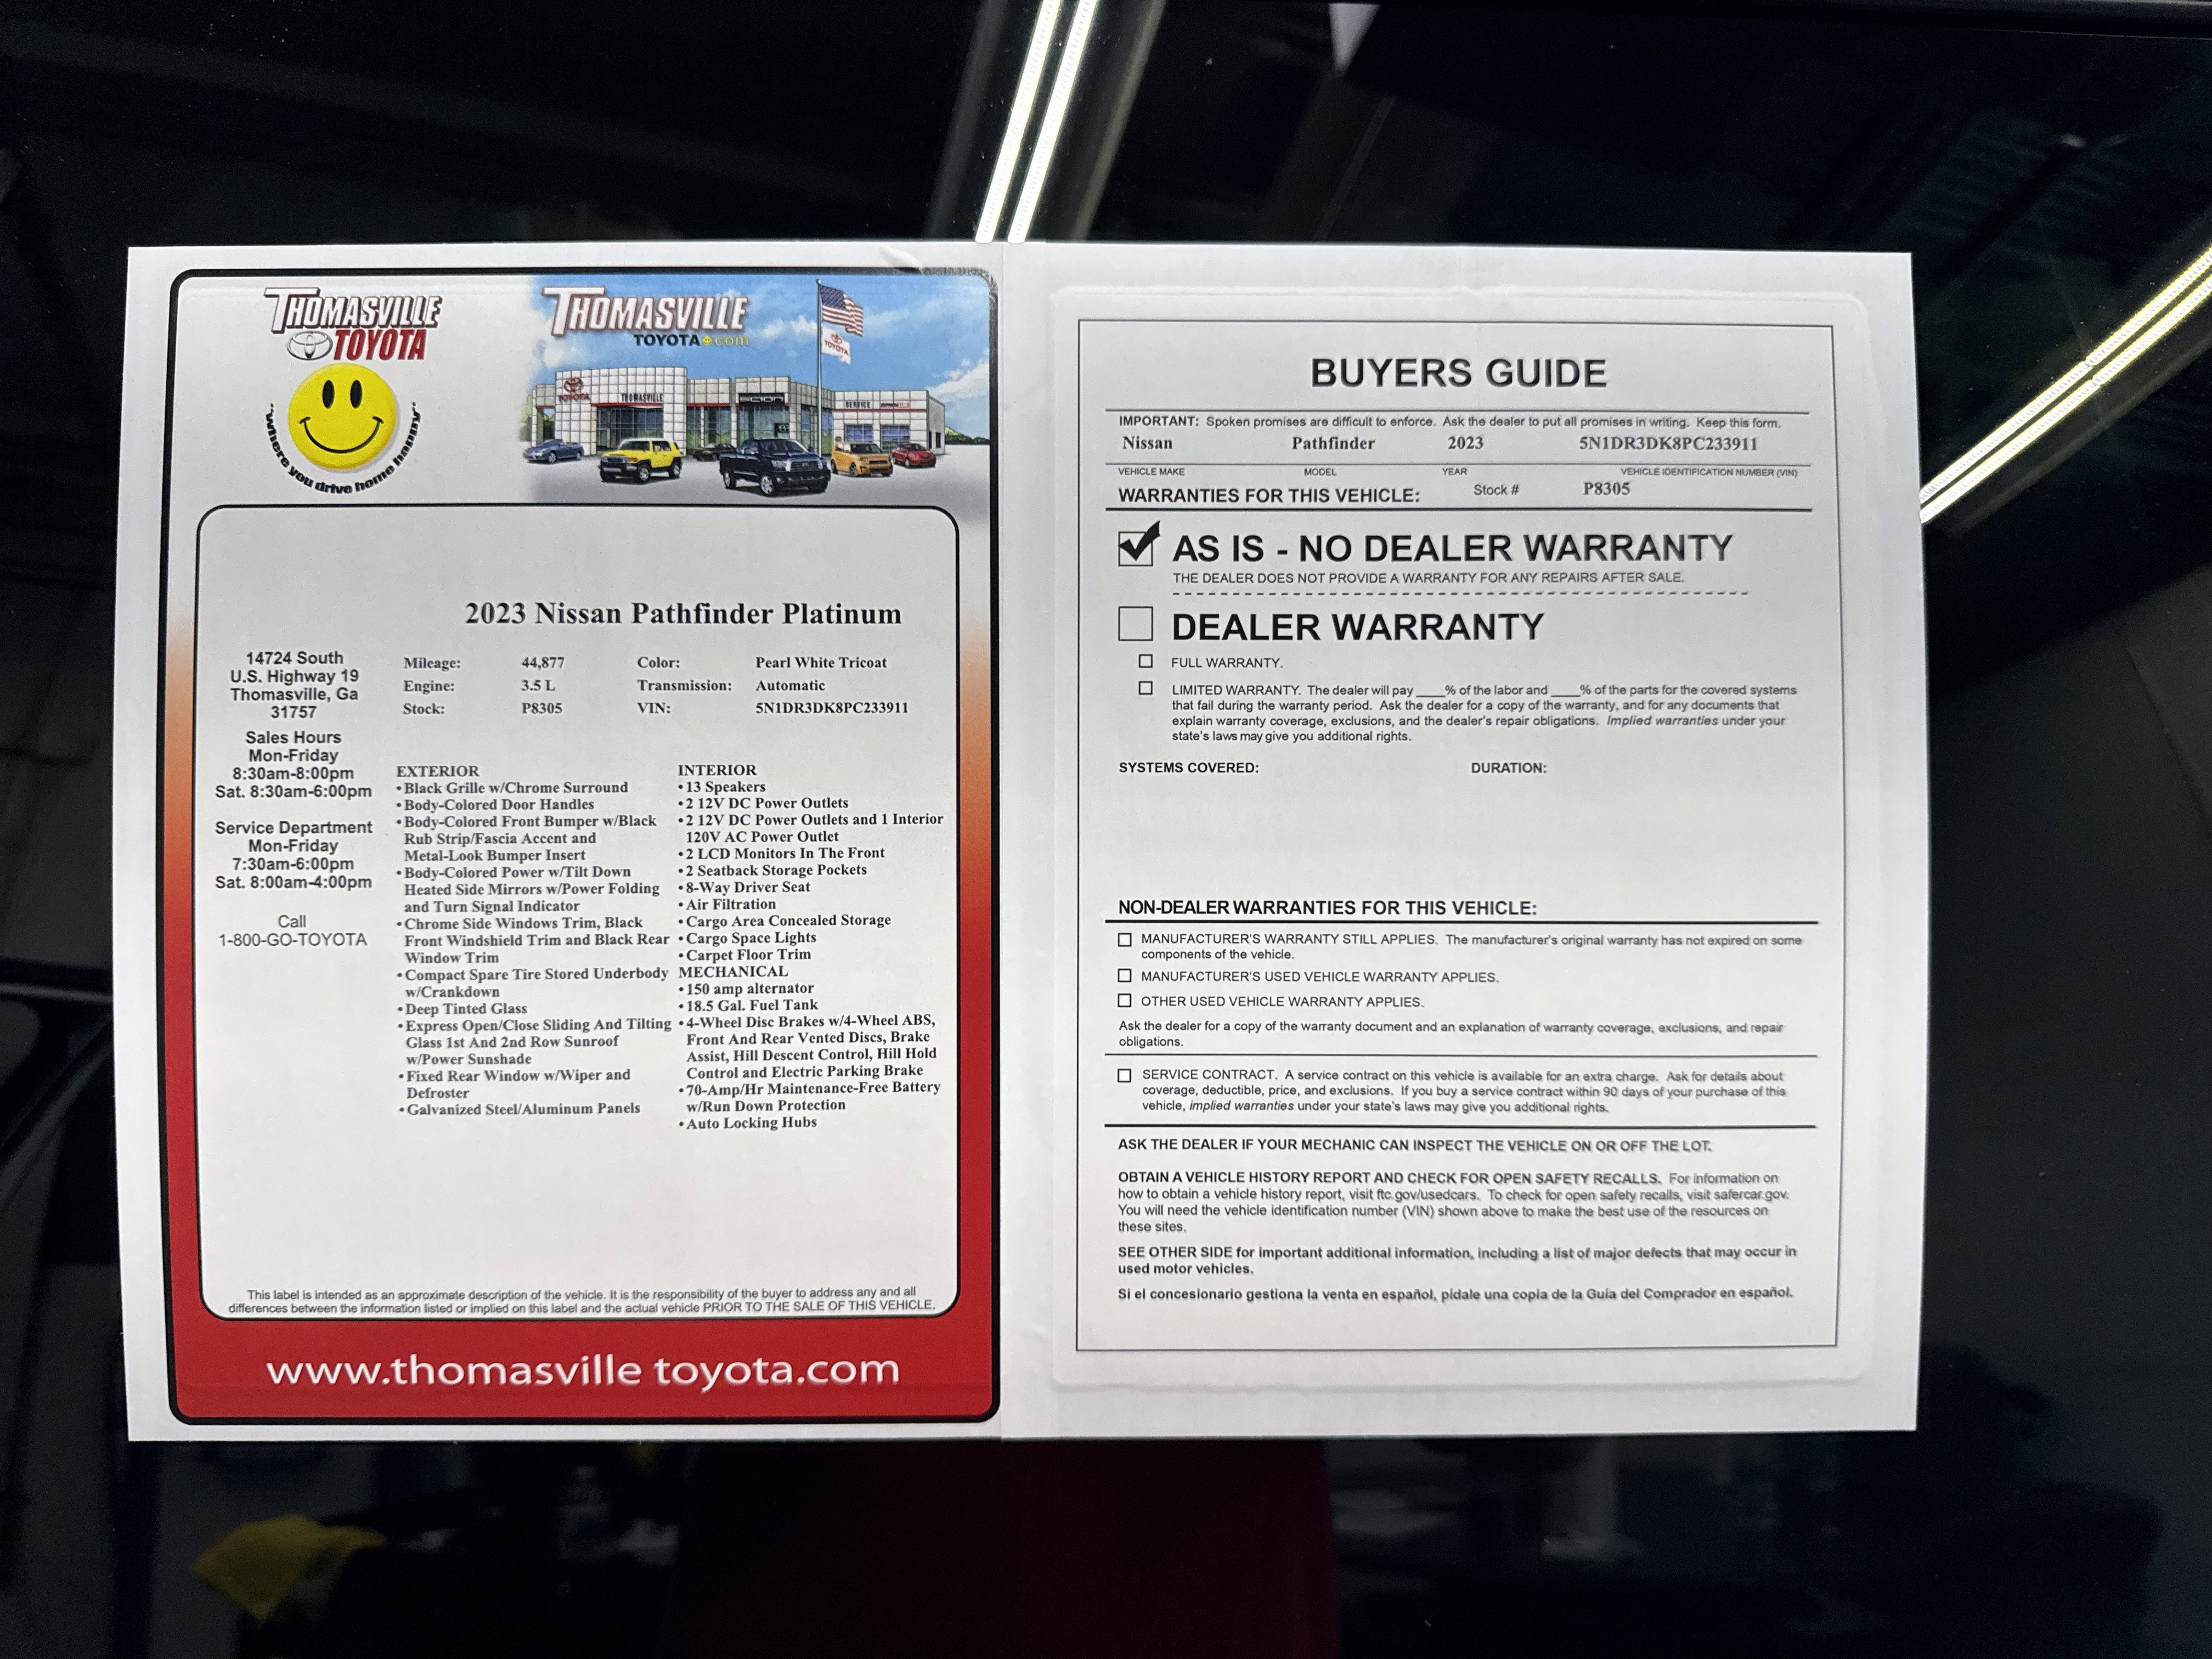 THOMASVILLE
TOYOTA
"where you drive home happy"
THOMASVILLE
TOYOTA.com
TOYOTA
THOMASVILLE
SCION
SERVICE
TOYOTA
2023 Nissan Pathfinder Platinum
14724 South
U.S. Highway 19
Thomasville, Ga
31757
Sales Hours
Mon-Friday
8:30am-8:00pm
Sat. 8:30am-6:00pm
Service Department
Mon-Friday
7:30am-6:00pm
Sat. 8:00am-4:00pm
Call
1-800-GO-TOYOTA
Mileage: 44,877 Color: Pearl White Tricoat
Engine: 3.5 L Transmission: Automatic
Stock: P8305 VIN: 5N1DR3DK8PC233911
EXTERIOR
• Black Grille w/Chrome Surround
• Body-Colored Door Handles
• Body-Colored Front Bumper w/Black
Rub Strip/Fascia Accent and
Metal-Look Bumper Insert
• Body-Colored Power w/Tilt Down
Heated Side Mirrors w/Power Folding
and Turn Signal Indicator
• Chrome Side Windows Trim, Black
Front Windshield Trim and Black Rear
Window Trim
• Compact Spare Tire Stored Underbody
w/Crankdown
• Deep Tinted Glass
• Express Open/Close Sliding And Tilting
Glass 1st And 2nd Row Sunroof
w/Power Sunshade
• Fixed Rear Window w/Wiper and
Defroster
• Galvanized Steel/Aluminum Panels
INTERIOR
• 13 Speakers
• 2 12V DC Power Outlets
• 2 12V DC Power Outlets and 1 Interior
120V AC Power Outlet
• 2 LCD Monitors In The Front
• 2 Seatback Storage Pockets
• 8-Way Driver Seat
• Air Filtration
• Cargo Area Concealed Storage
• Cargo Space Lights
• Carpet Floor Trim
MECHANICAL
• 150 amp alternator
• 18.5 Gal. Fuel Tank
• 4-Wheel Disc Brakes w/4-Wheel ABS,
Front And Rear Vented Discs, Brake
Assist, Hill Descent Control, Hill Hold
Control and Electric Parking Brake
• 70-Amp/Hr Maintenance-Free Battery
w/Run Down Protection
• Auto Locking Hubs
This label is intended as an approximate description of the vehicle. It is the responsibility of the buyer to address any and all
differences between the information listed or implied on this label and the actual vehicle PRIOR TO THE SALE OF THIS VEHICLE.
www.thomasville toyota.com
BUYERS GUIDE
IMPORTANT: Spoken promises are difficult to enforce. Ask the dealer to put all promises in writing. Keep this form.
Nissan Pathfinder 2023 5N1DR3DK8PC233911
VEHICLE MAKE MODEL YEAR VEHICLE IDENTIFICATION NUMBER (VIN)
WARRANTIES FOR THIS VEHICLE: Stock # P8305
AS IS - NO DEALER WARRANTY
THE DEALER DOES NOT PROVIDE A WARRANTY FOR ANY REPAIRS AFTER SALE.
DEALER WARRANTY
FULL WARRANTY.
LIMITED WARRANTY. The dealer will pay ____% of the labor and ____% of the parts for the covered systems
that fail during the warranty period. Ask the dealer for a copy of the warranty, and for any documents that
explain warranty coverage, exclusions, and the dealer's repair obligations. Implied warranties under your
state's laws may give you additional rights.
SYSTEMS COVERED: DURATION:
NON-DEALER WARRANTIES FOR THIS VEHICLE:
MANUFACTURER'S WARRANTY STILL APPLIES. The manufacturer's original warranty has not expired on some
components of the vehicle.
MANUFACTURER'S USED VEHICLE WARRANTY APPLIES.
OTHER USED VEHICLE WARRANTY APPLIES.
Ask the dealer for a copy of the warranty document and an explanation of warranty coverage, exclusions, and repair
obligations.
SERVICE CONTRACT. A service contract on this vehicle is available for an extra charge. Ask for details about
coverage, deductible, price, and exclusions. If you buy a service contract within 90 days of your purchase of this
vehicle, implied warranties under your state's laws may give you additional rights.
ASK THE DEALER IF YOUR MECHANIC CAN INSPECT THE VEHICLE ON OR OFF THE LOT.
OBTAIN A VEHICLE HISTORY REPORT AND CHECK FOR OPEN SAFETY RECALLS. For information on
how to obtain a vehicle history report, visit ftc.gov/usedcars. To check for open safety recalls, visit safercar.gov.
You will need the vehicle identification number (VIN) shown above to make the best use of the resources on
these sites.
SEE OTHER SIDE for important additional information, including a list of major defects that may occur in
used motor vehicles.
Si el concesionario gestiona la venta en español, pídale una copia de la Guía del Comprador en español.